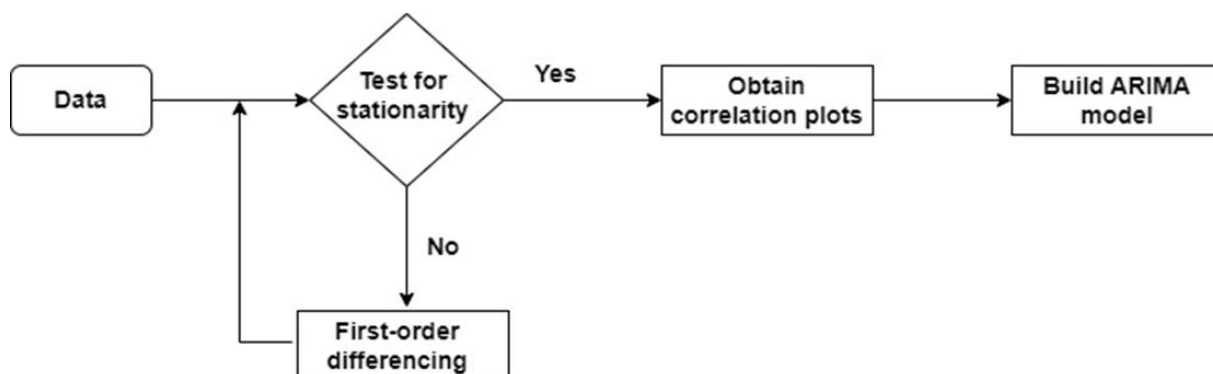 Data
Test for
stationarity
Yes
Obtain
correlation plots
Build ARIMA
model
No
First-order
differencing